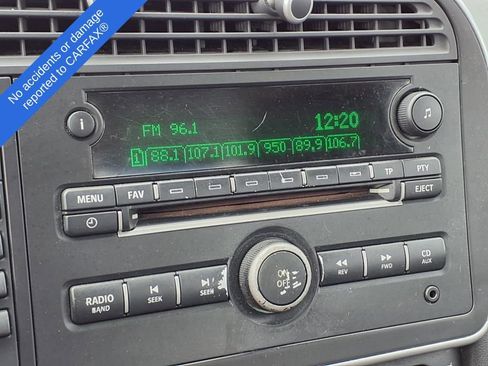 No accidents or damage
reported to CARFAX®
i
FM 96.1
12:20
1 88.1 107.1 101.9 950 89.9 106.7
MENU
FAV
TP
PTY
EJECT
RADIO
BAND
SEEK
SEEK
ON
OFF
REV
FWD
CD
AUX